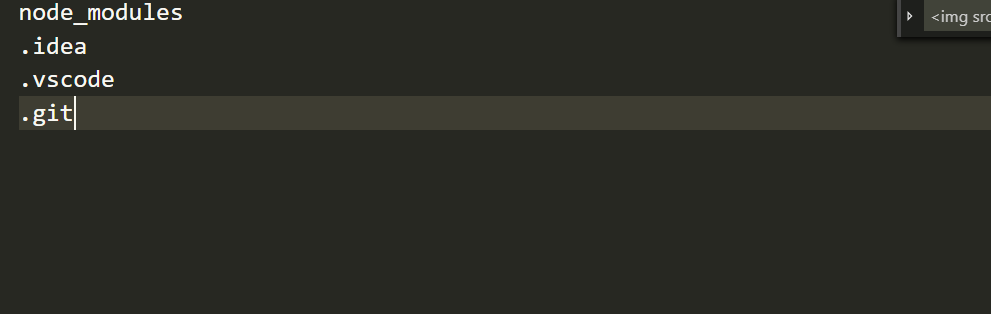 node_modules
.idea
.vscode
.git
<img src